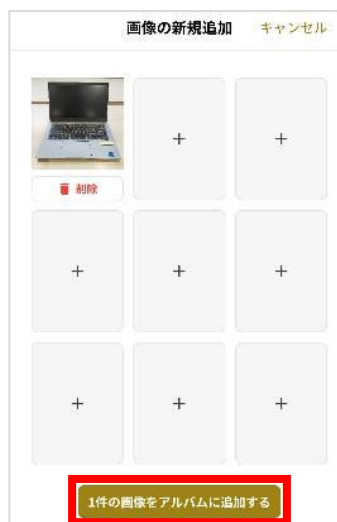 画像の新規追加 キャンセル
+ +
削除
+ + +
+ + +
1件の画像をアルバムに追加する